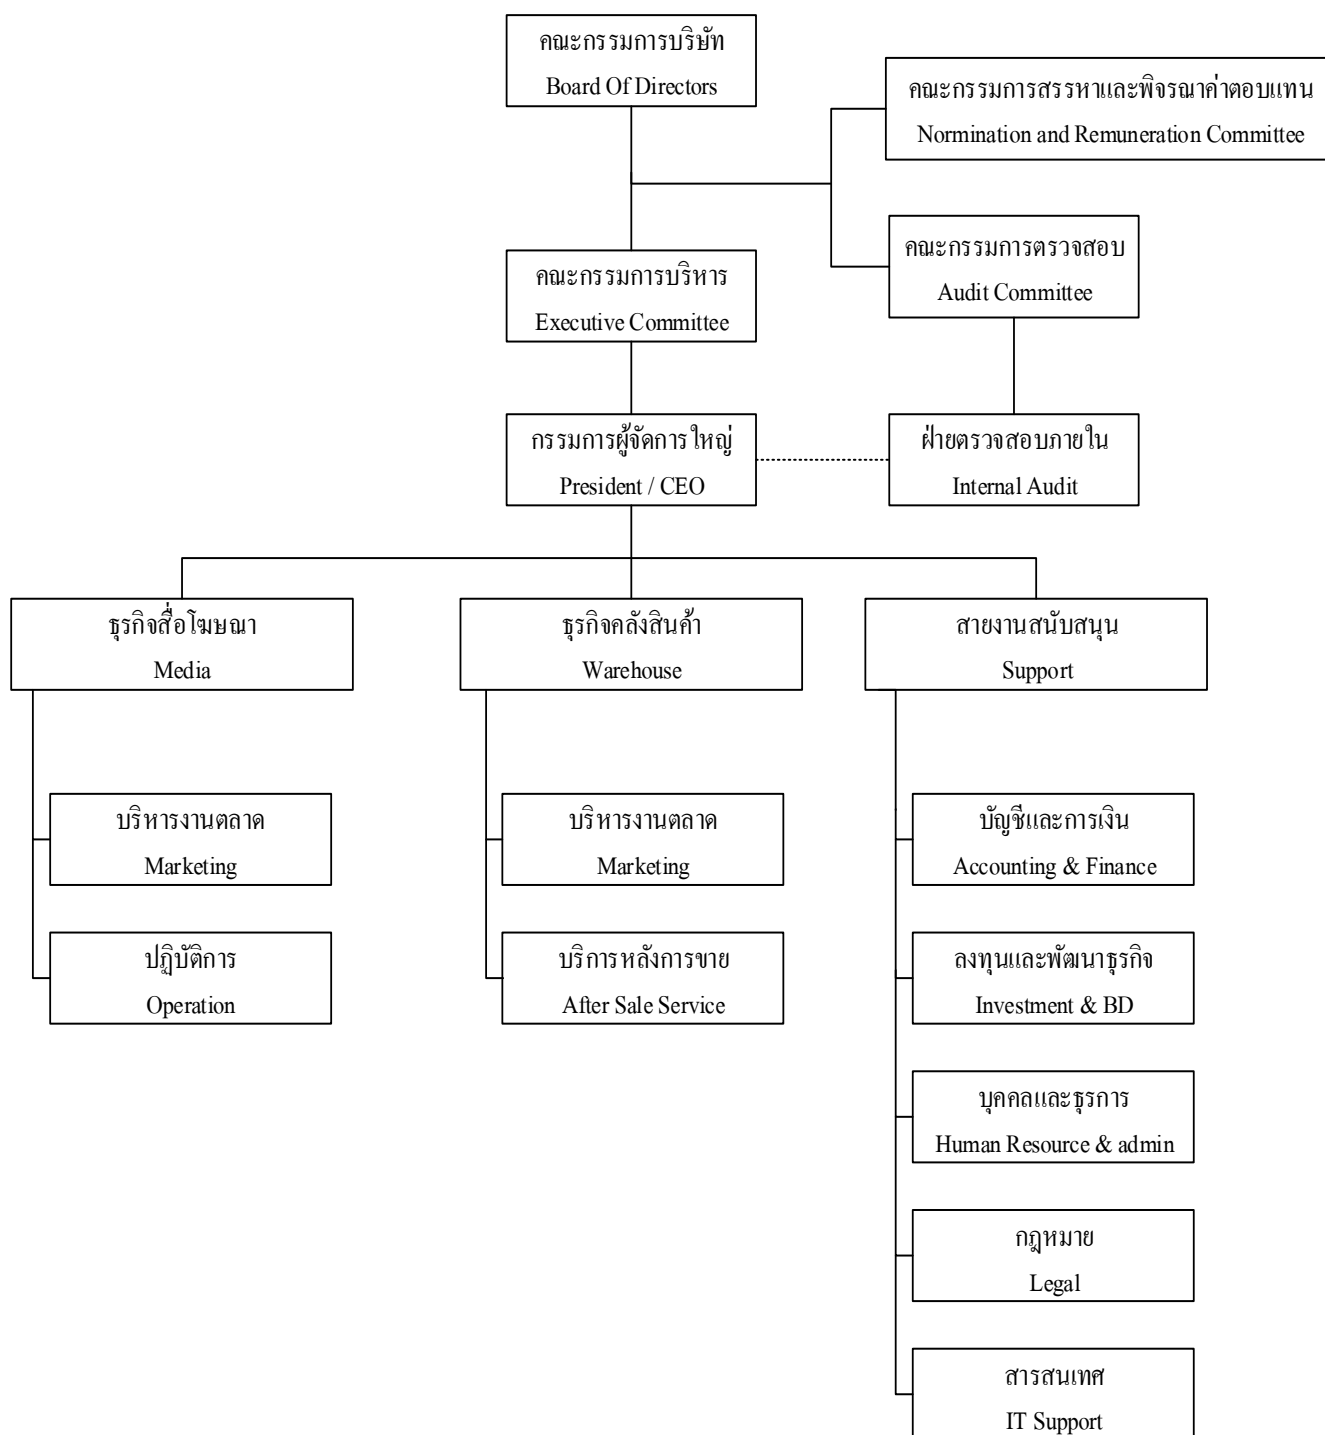 คณะกรรมการบริษัท
Board Of Directors
คณะกรรมการสรรหาและพิจรณาค่าตอบแทน
Normination and Remuneration Committee
คณะกรรมการบริหาร
Executive Committee
คณะกรรมการตรวจสอบ
Audit Committee
กรรมการผู้จัดการใหญ่
President / CEO
ฝ่ายตรวจสอบภายใน
Internal Audit
ธุรกิจสื่อโฆษณา
Media
ธุรกิจคลังสินค้า
Warehouse
สายงานสนับสนุน
Support
บริหารงานตลาด
Marketing
ปฏิบัติการ
Operation
บริหารงานตลาด
Marketing
บริการหลังการขาย
After Sale Service
บัญชีและการเงิน
Accounting & Finance
ลงทุนและพัฒนาธุรกิจ
Investment & BD
บุคคลและธุรการ
Human Resource & admin
กฎหมาย
Legal
สารสนเทศ
IT Support